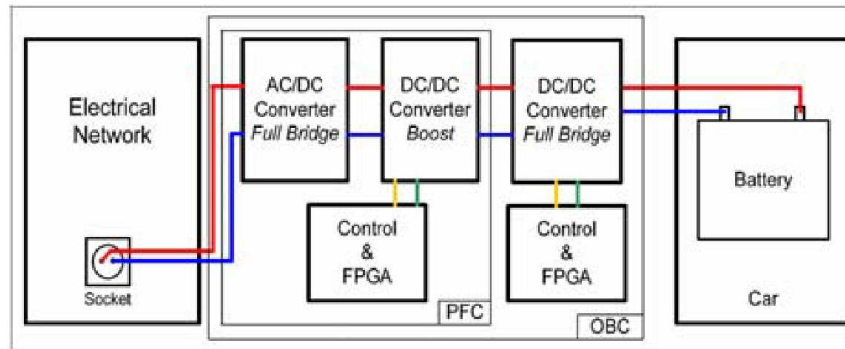 Electrical
Network
Socket
AC/DC
Converter
Full Bridge
DC/DC
Converter
Boost
Control
&
FPGA
PFC
DC/DC
Converter
Full Bridge
Control
&
FPGA
OBC
Battery
Car